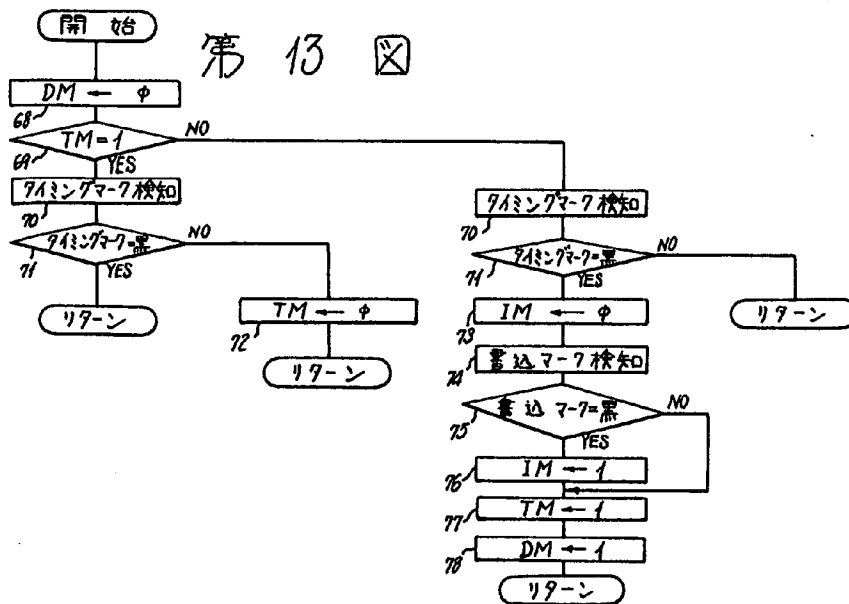 第 13 図
開 始
DM ← φ
68
TM=1
NO
69
YES
タイミングマーク検知
70
タイミングマーク=黒
NO
71
YES
リターン
TM ← φ
72
リターン
タイミングマーク検知
70
タイミングマーク=黒
NO
71
YES
リターン
IM ← φ
73
書込マーク検知
74
書込マーク=黒
NO
75
YES
IM ← 1
76
TM ← 1
77
DM ← 1
78
リターン